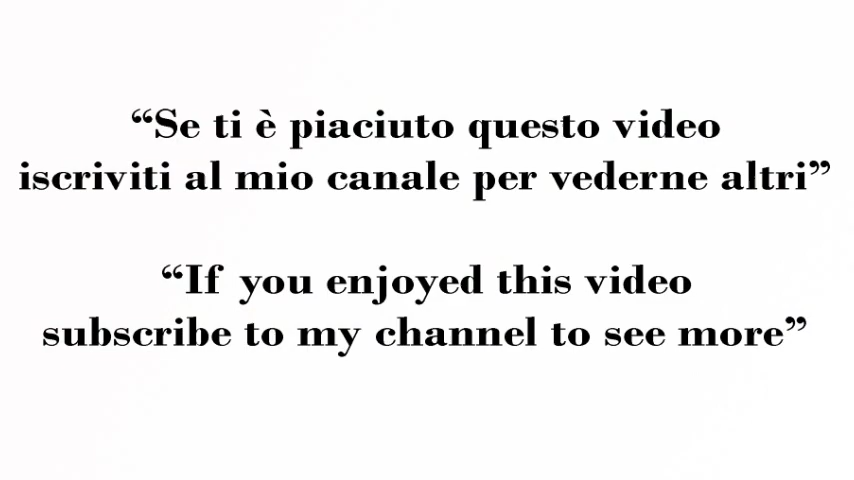 “Se ti è piaciuto questo video
iscriviti al mio canale per vederne altri”
“If you enjoyed this video
subscribe to my channel to see more”